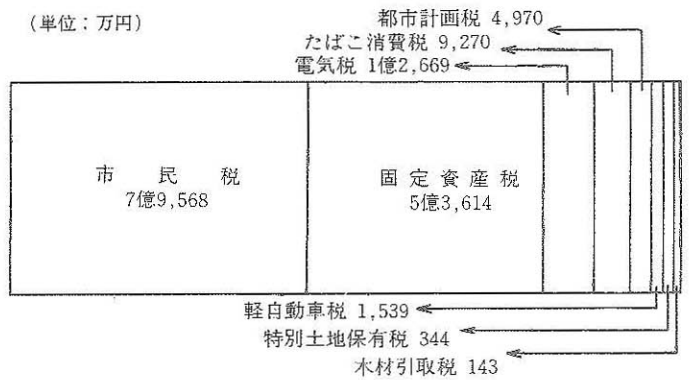 (単位：万円)
都市計画税 4,970
たばこ消費税 9,270
電気税 1億2,669
市民税
7億9,568
固定資産税
5億3,614
軽自動車税 1,539
特別土地保有税 344
木材引取税 143